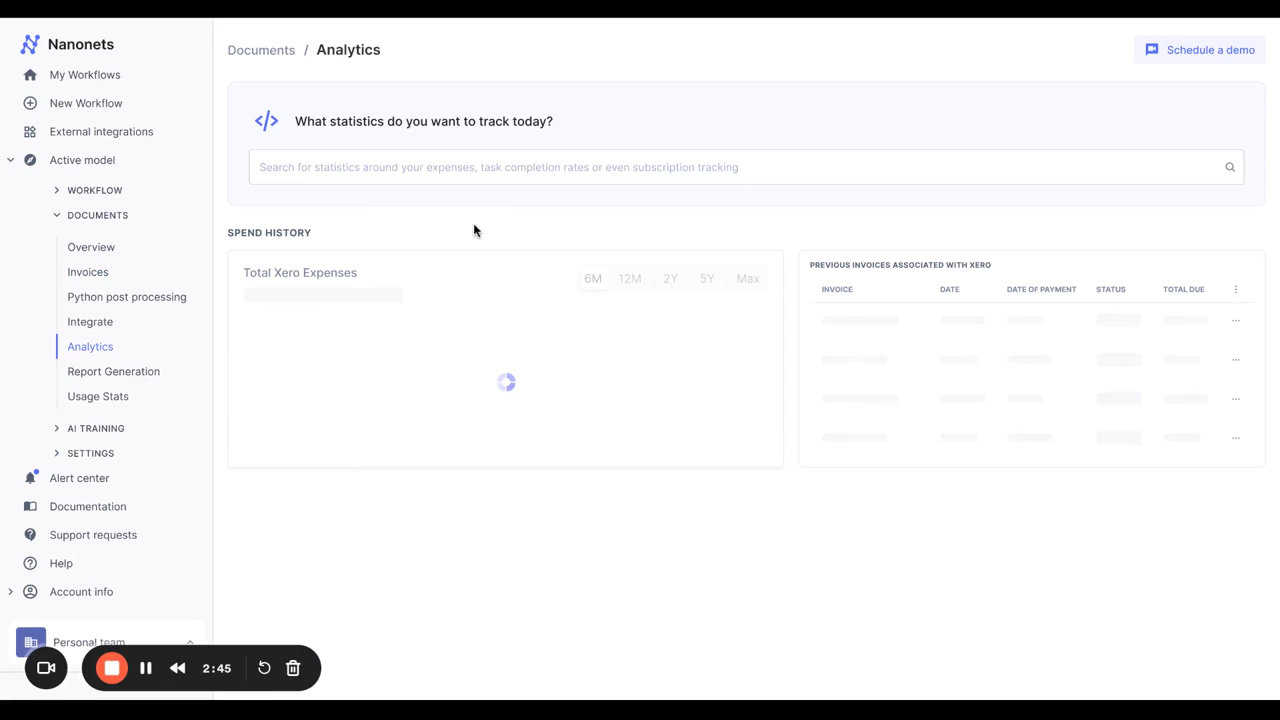 Nanonets
My Workflows
New Workflow
External integrations
Active model
WORKFLOW
DOCUMENTS
Overview
Invoices
Python post processing
Integrate
Analytics
Report Generation
Usage Stats
AI TRAINING
SETTINGS
Alert center
Documentation
Support requests
Help
Account info
Personal team
2:45
Documents / Analytics
Schedule a demo
What statistics do you want to track today?
Search for statistics around your expenses, task completion rates or even subscription tracking
SPEND HISTORY
Total Xero Expenses
6M 12M 2Y 5Y Max
PREVIOUS INVOICES ASSOCIATED WITH XERO
INVOICE DATE DATE OF PAYMENT STATUS TOTAL DUE